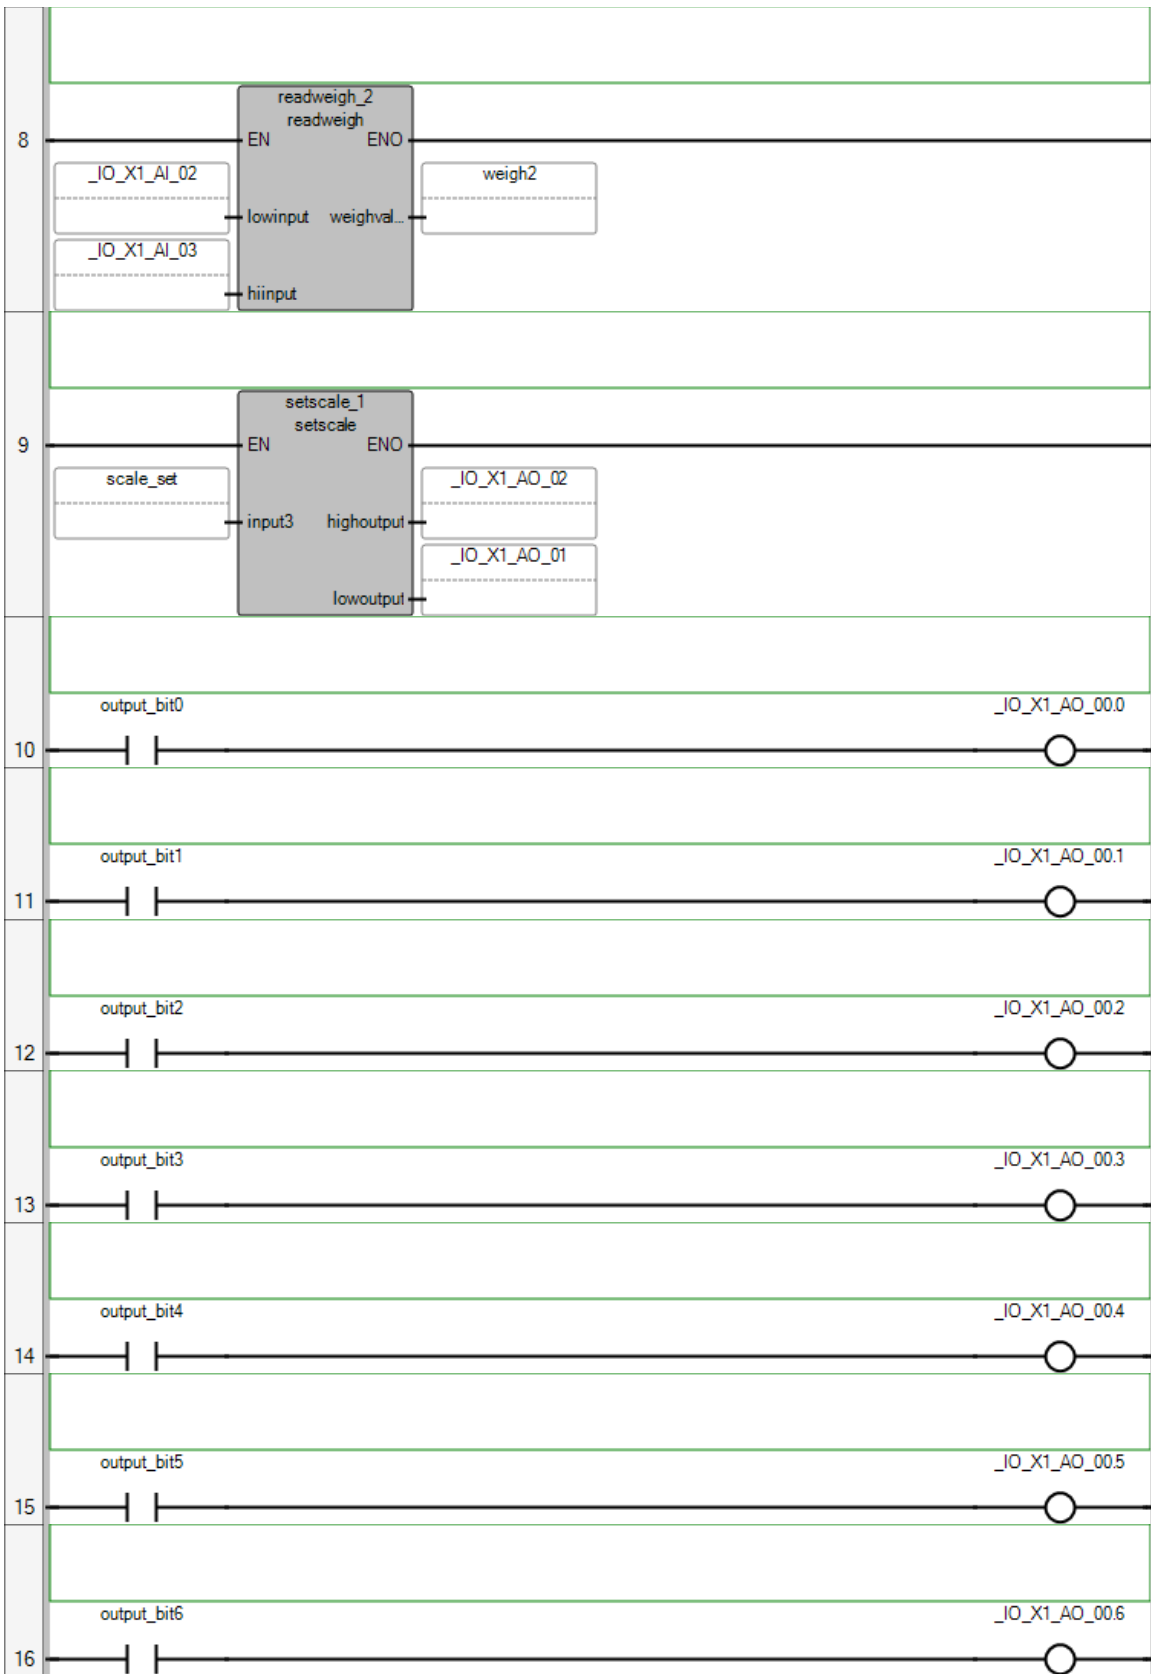 readweigh_2
readweigh
8
EN ENO
_IO_X1_AI_02
weigh2
lowinput weighval...
_IO_X1_AI_03
hiinput
setscale_1
setscale
9
EN ENO
scale_set
_IO_X1_AO_02
input3 highoutput
_IO_X1_AO_01
lowoutput
output_bit0 _IO_X1_AO_00.0
10
output_bit1 _IO_X1_AO_00.1
11
output_bit2 _IO_X1_AO_00.2
12
output_bit3 _IO_X1_AO_00.3
13
output_bit4 _IO_X1_AO_00.4
14
output_bit5 _IO_X1_AO_00.5
15
output_bit6 _IO_X1_AO_00.6
16